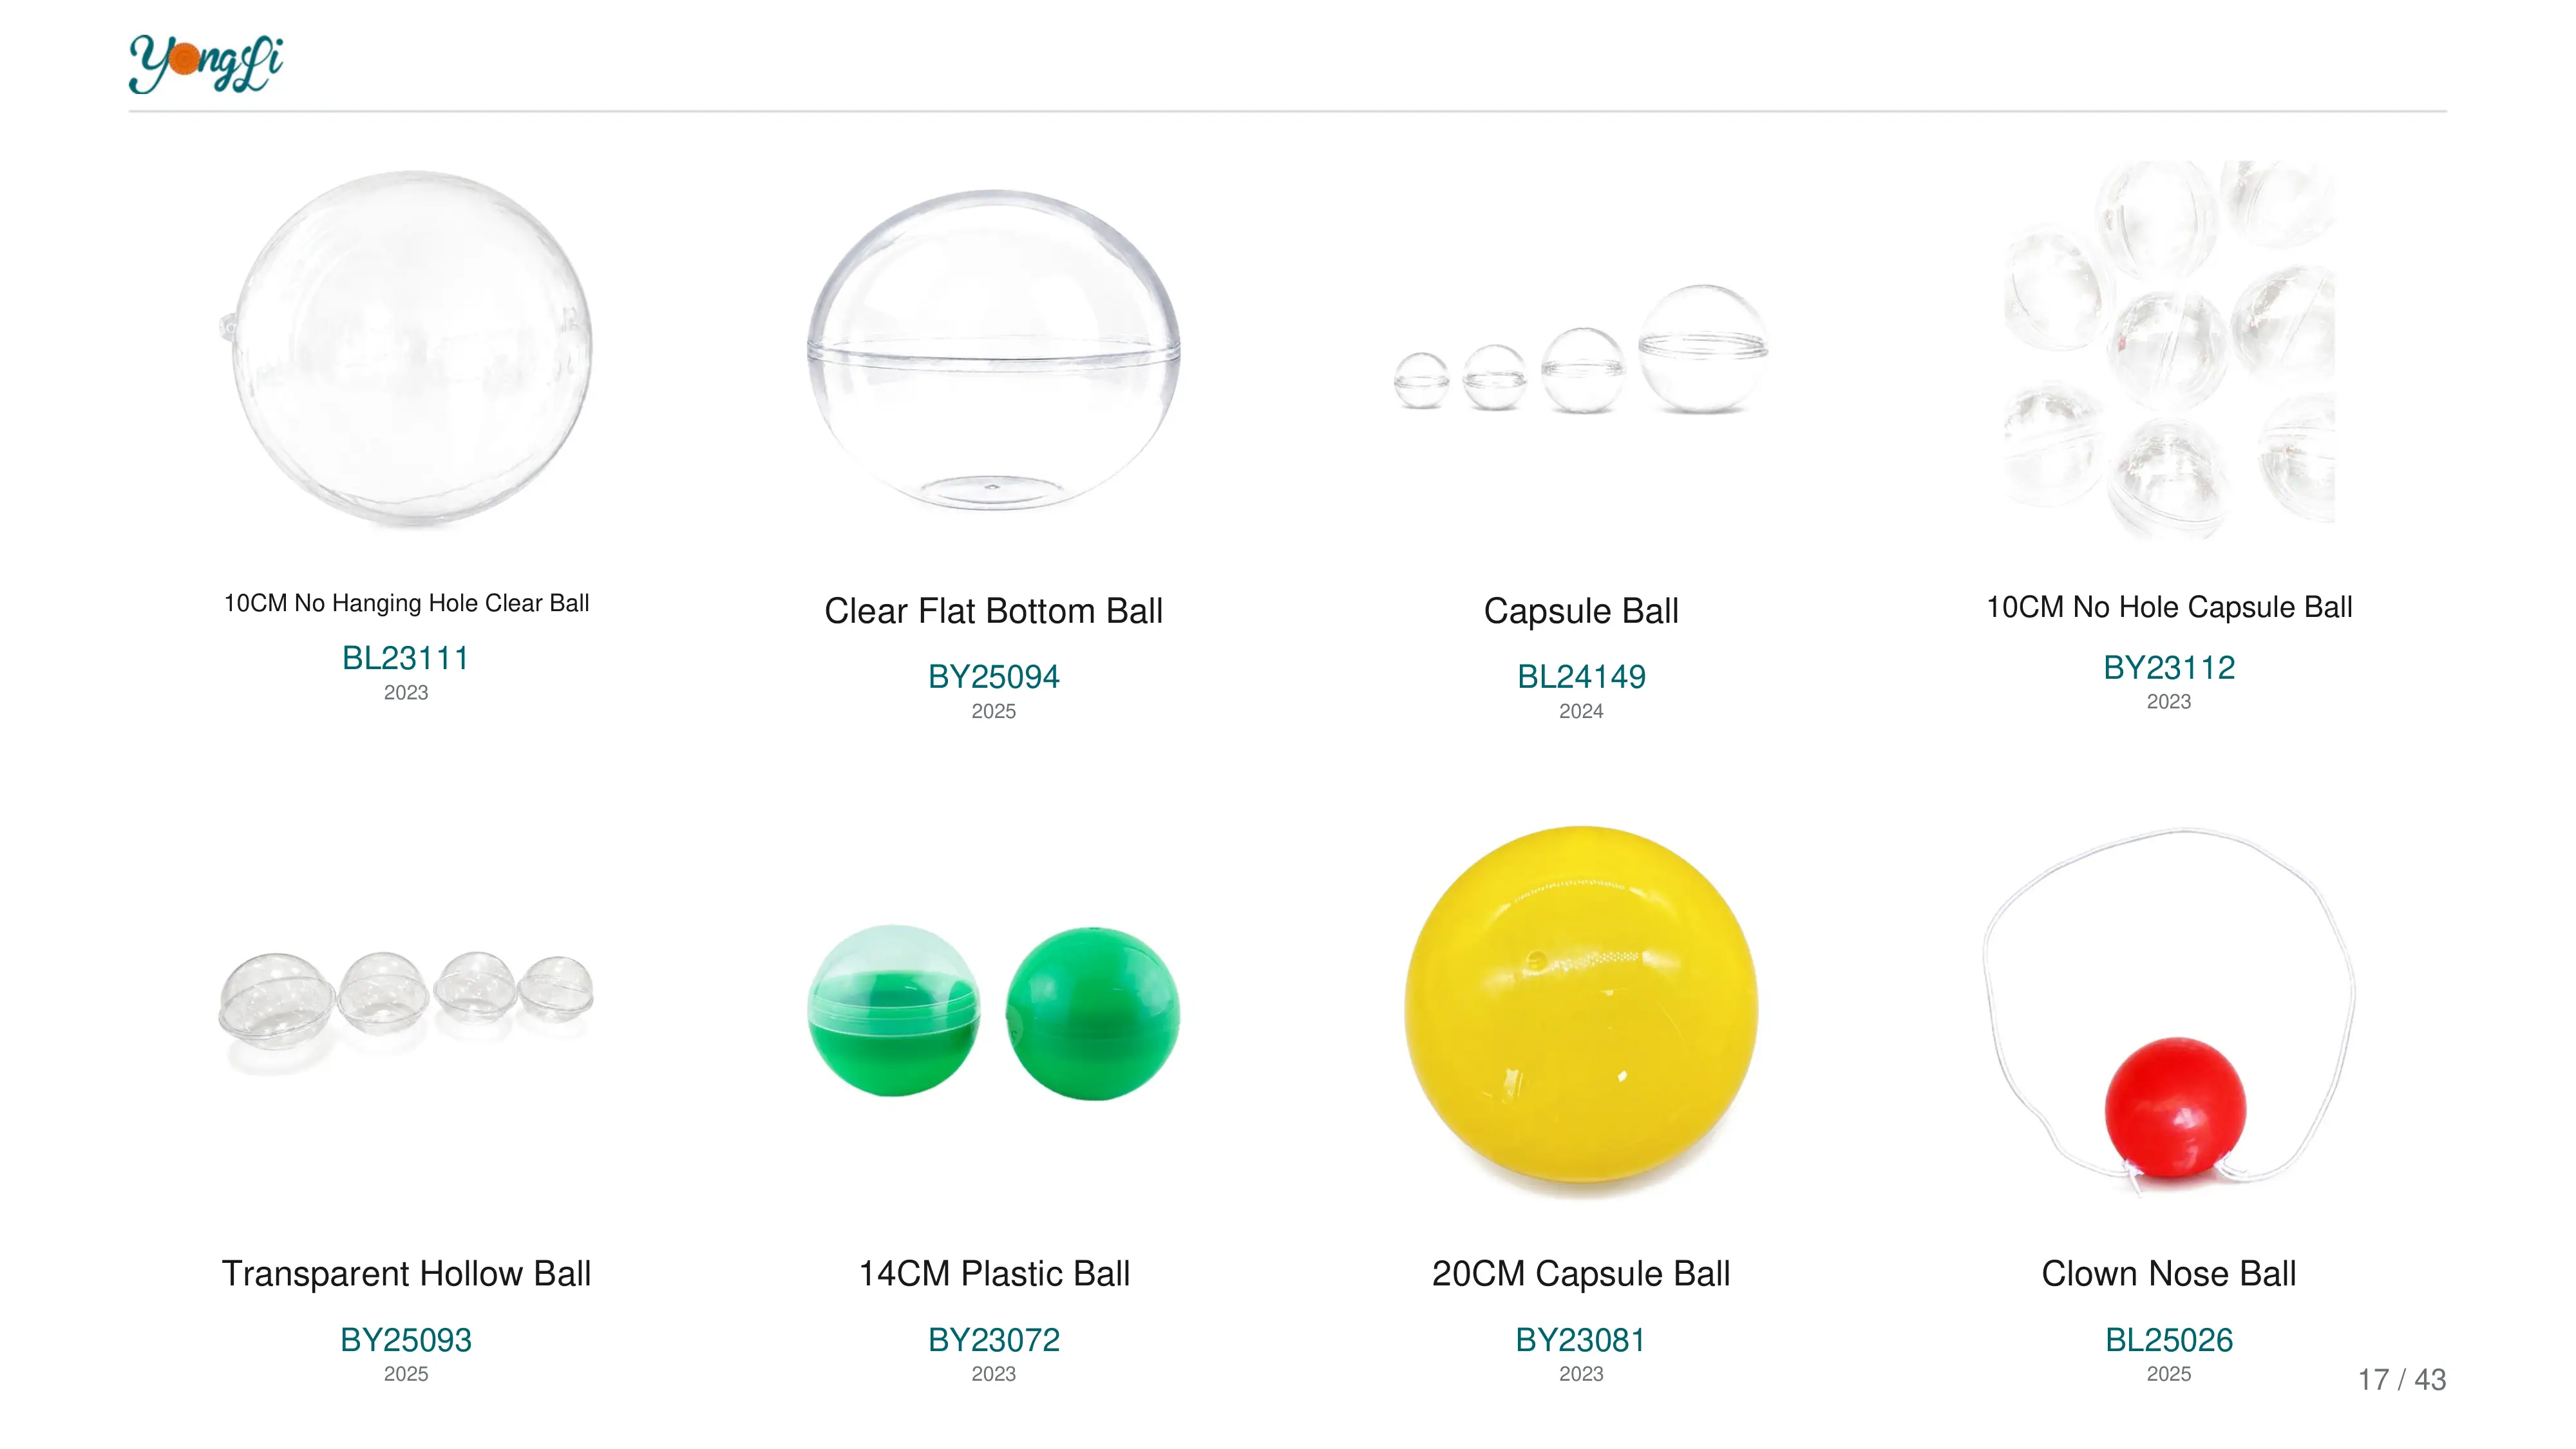 YongLi
10CM No Hanging Hole Clear Ball
BL23111
2023
Clear Flat Bottom Ball
BY25094
2025
Capsule Ball
BL24149
2024
10CM No Hole Capsule Ball
BY23112
2023
Transparent Hollow Ball
BY25093
2025
14CM Plastic Ball
BY23072
2023
20CM Capsule Ball
BY23081
2023
Clown Nose Ball
BL25026
2025
17 / 43